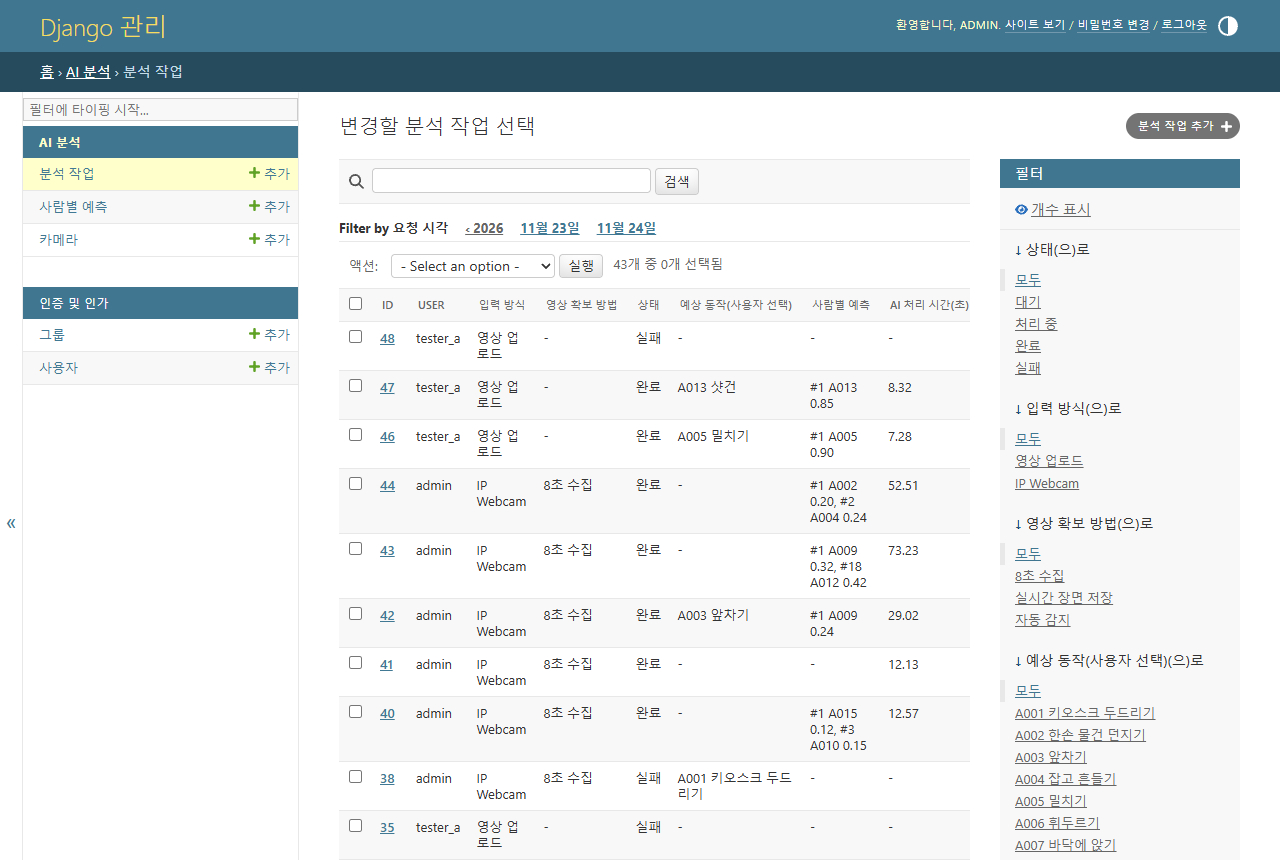 Django 관리
환영합니다, ADMIN. 사이트 보기 / 비밀번호 변경 / 로그아웃
홈 › AI 분석 › 분석 작업
필터에 타이핑 시작...
AI 분석
분석 작업 추가
사람별 예측 추가
카메라 추가
인증 및 인가
그룹 추가
사용자 추가
«
변경할 분석 작업 선택
분석 작업 추가
검색
Filter by 요청 시각 ‹ 2026 11월 23일 11월 24일
액션: - Select an option - 실행 43개 중 0개 선택됨
ID USER 입력 방식 영상 확보 방법 상태 예상 동작(사용자 선택) 사람별 예측 AI 처리 시간(초)
48 tester_a 영상 업 - 실패 - - -
로드
47 tester_a 영상 업 - 완료 A013 샷건 #1 A013 8.32
로드 0.85
46 tester_a 영상 업 - 완료 A005 밀치기 #1 A005 7.28
로드 0.90
44 admin IP 8초 수집 완료 - #1 A002 52.51
Webcam 0.20, #2
A004 0.24
43 admin IP 8초 수집 완료 - #1 A009 73.23
Webcam 0.32, #18
A012 0.42
42 admin IP 8초 수집 완료 A003 앞차기 #1 A009 29.02
Webcam 0.24
41 admin IP 8초 수집 완료 - - 12.13
Webcam
40 admin IP 8초 수집 완료 - #1 A015 12.57
Webcam 0.12, #3
A010 0.15
38 admin IP 8초 수집 실패 A001 키오스크 두드 - -
Webcam 리기
35 tester_a 영상 업 - 실패 - - -
로드
필터
개수 표시
↓ 상태(으)로
모두
대기
처리 중
완료
실패
↓ 입력 방식(으)로
모두
영상 업로드
IP Webcam
↓ 영상 확보 방법(으)로
모두
8초 수집
실시간 장면 저장
자동 감지
↓ 예상 동작(사용자 선택)(으)로
모두
A001 키오스크 두드리기
A002 한손 물건 던지기
A003 앞차기
A004 잡고 흔들기
A005 밀치기
A006 휘두르기
A007 바닥에 앉기